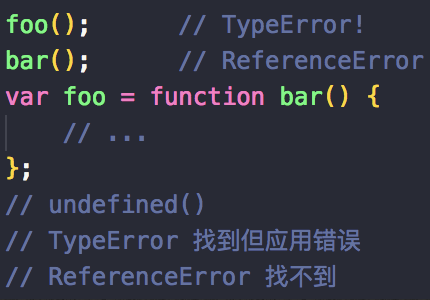 foo();      // TypeError!
bar();      // ReferenceError
var foo = function bar() {
    // ...
};
// undefined()
// TypeError 找到但应用错误
// ReferenceError 找不到